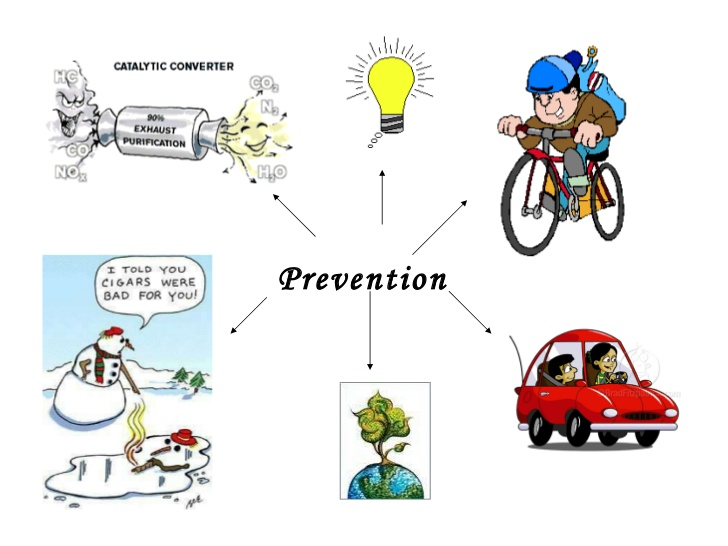 CATALYTIC CONVERTER
HC
CO₂
N₂
90%
EXHAUST
PURIFICATION
CO
NOx
H₂O
Prevention
I TOLD YOU
CIGARS WERE
BAD FOR YOU!